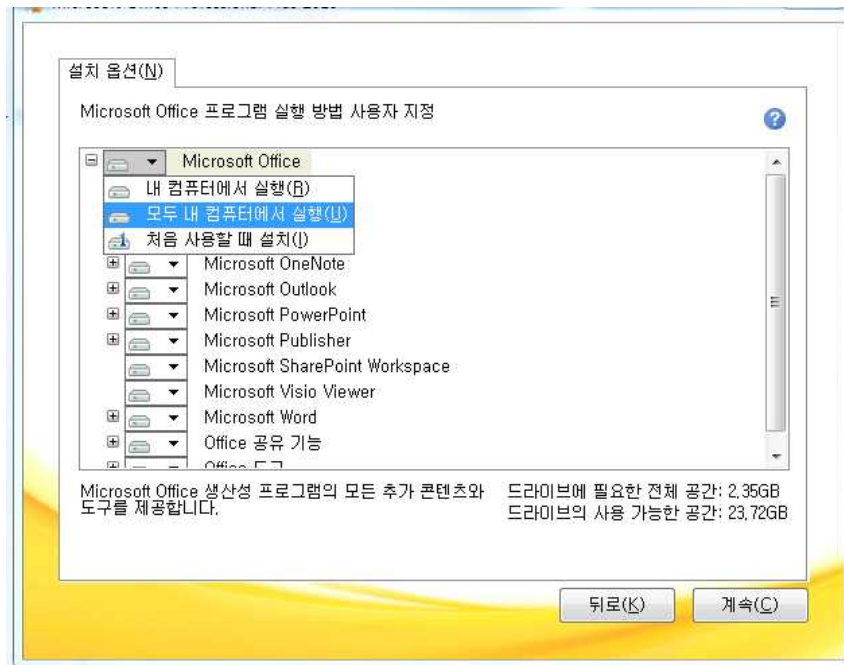 설치 옵션(N)
Microsoft Office 프로그램 실행 방법 사용자 지정
Microsoft Office
내 컴퓨터에서 실행(R)
모두 내 컴퓨터에서 실행(U)
처음 사용할 때 설치(I)
Microsoft OneNote
Microsoft Outlook
Microsoft PowerPoint
Microsoft Publisher
Microsoft SharePoint Workspace
Microsoft Visio Viewer
Microsoft Word
Office 공유 기능
Office 도구
Microsoft Office 생산성 프로그램의 모든 추가 콘텐츠와
도구를 제공합니다.
드라이브에 필요한 전체 공간: 2,35GB
드라이브의 사용 가능한 공간: 23,72GB
뒤로(K)
계속(C)